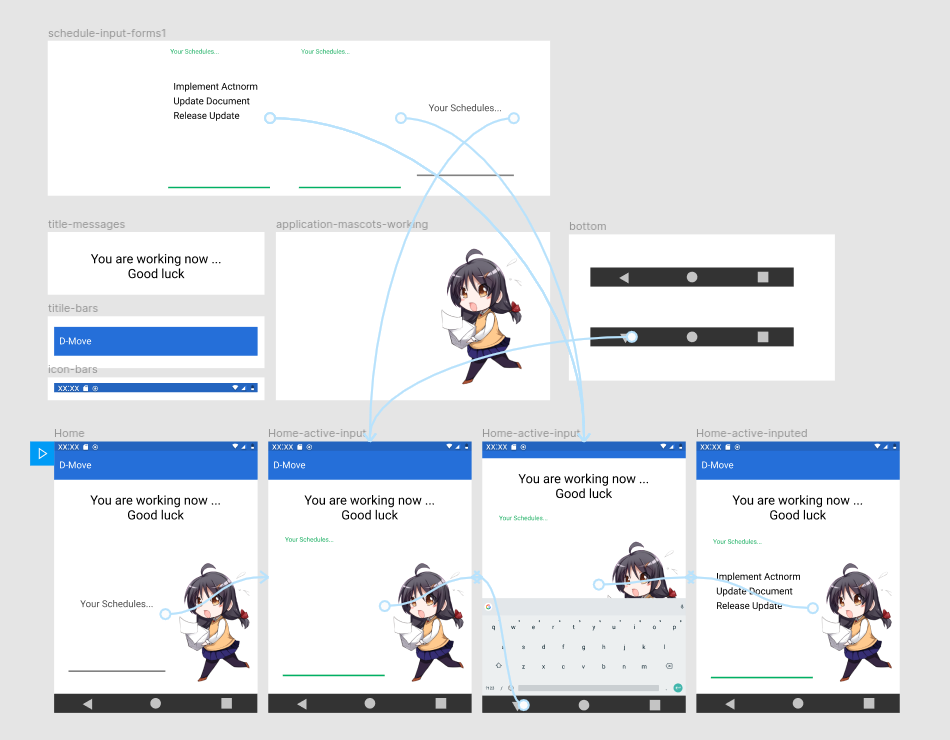 schedule-input-forms1
Your Schedules...
Your Schedules...
Implement Actnorm
Update Document
Release Update
Your Schedules...
title-messages
application-mascots-working
bottom
You are working now ...
Good luck
titile-bars
D-Move
icon-bars
XX:XX
Home
Home-active-input
Home-active-input
Home-active-inputed
XX:XX
XX:XX
XX:XX
XX:XX
D-Move
D-Move
D-Move
You are working now ...
Good luck
You are working now ...
Good luck
You are working now ...
Good luck
You are working now ...
Good luck
Your Schedules...
Your Schedules...
Your Schedules...
Your Schedules...
Implement Actnorm
Update Document
Release Update
q w e r t y u i o p
s d f g h j k l
z x c v b n m